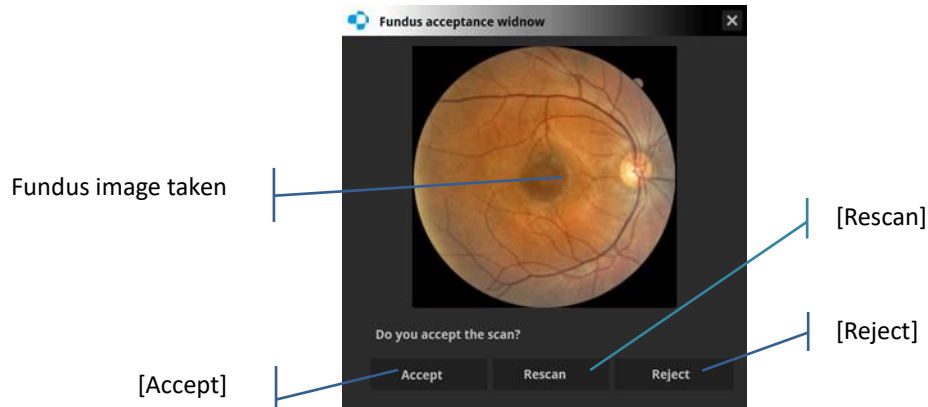 Fundus acceptance widnow
Fundus image taken
[Rescan]
Do you accept the scan?
[Reject]
Accept
Rescan
Reject
[Accept]